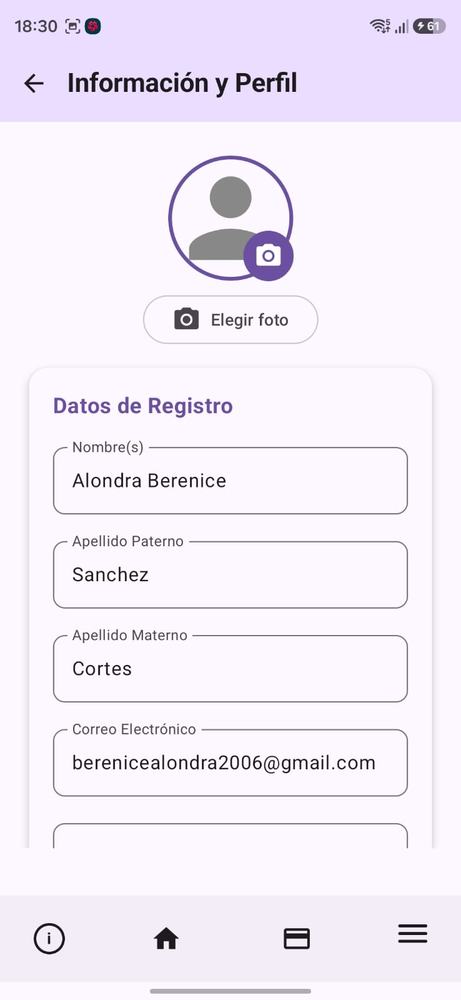 18:30
5
61
Información y Perfil
Elegir foto
Datos de Registro
Nombre(s)
Alondra Berenice
Apellido Paterno
Sanchez
Apellido Materno
Cortes
Correo Electrónico
berenicealondra2006@gmail.com
i